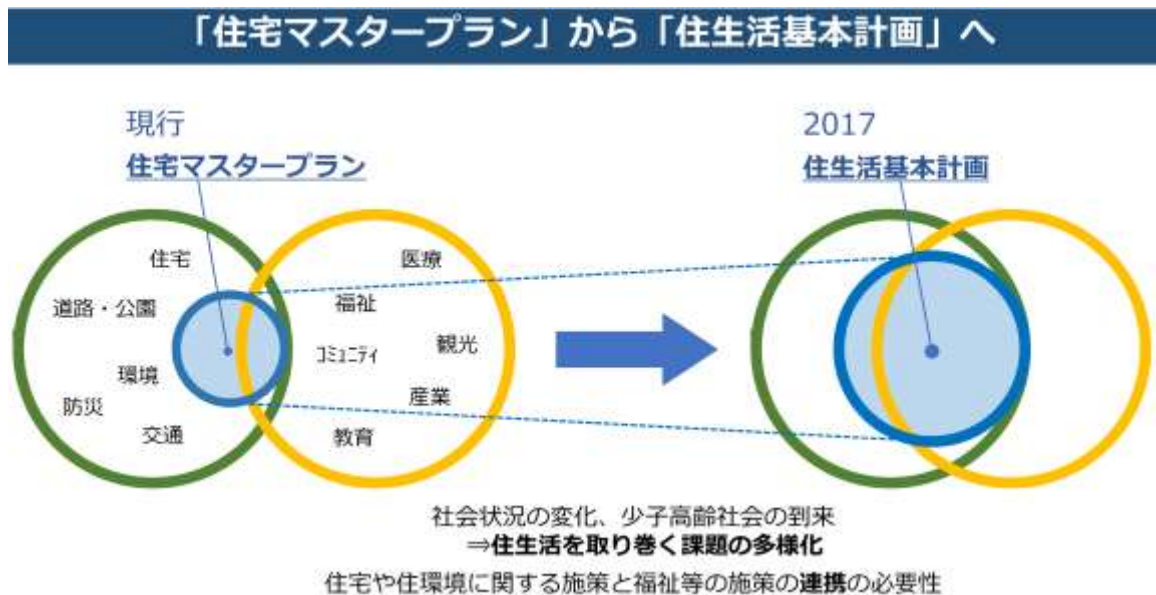 「住宅マスタープラン」から「住生活基本計画」へ
現行
住宅マスタープラン
2017
住生活基本計画
住宅
道路・公園
環境
防災
交通
医療
福祉
コミュニティ
観光
産業
教育
社会状況の変化、少子高齢社会の到来
⇒住生活を取り巻く課題の多様化
住宅や住環境に関する施策と福祉等の施策の連携の必要性